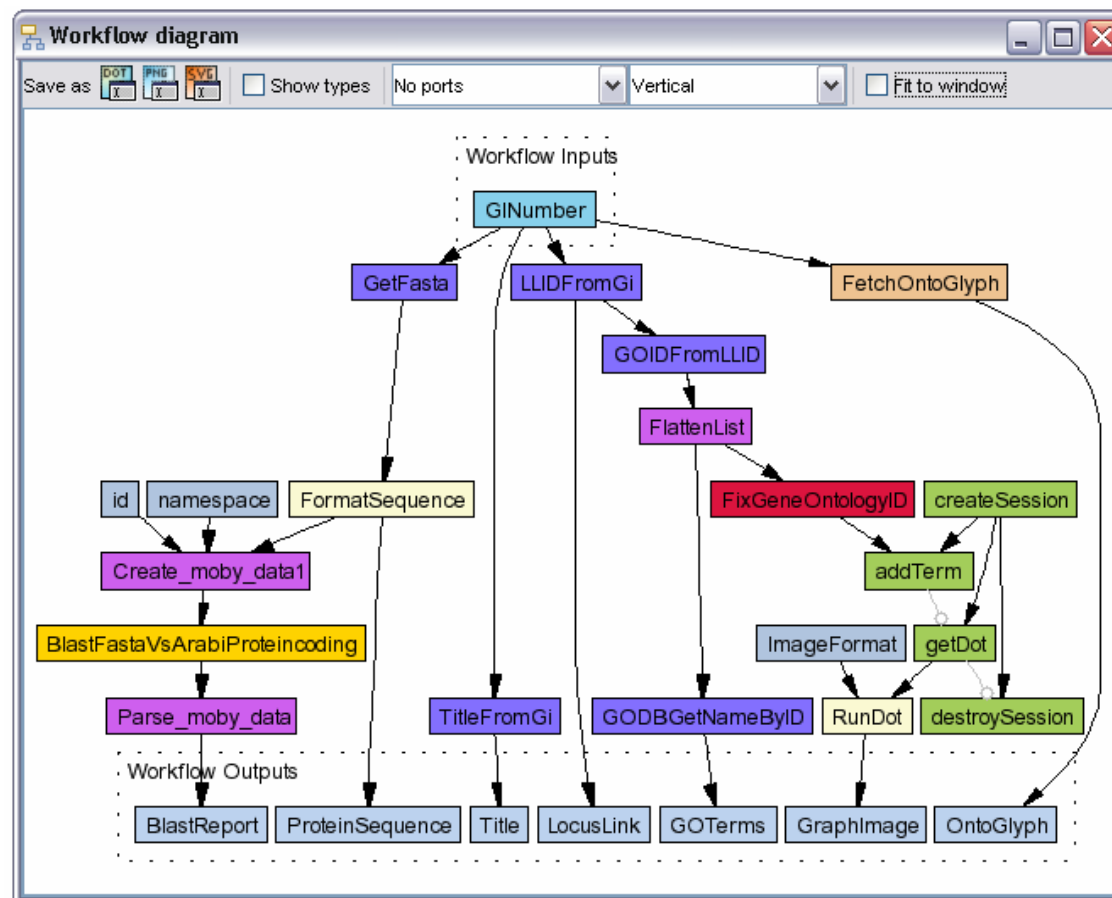 Workflow diagram
Save as DOT X PNG X SVG X Show types No ports Vertical Fit to window
Workflow Inputs
GINumber
GetFasta LLIDFromGi FetchOntoGlyph
GOIDFromLLID
FlattenList
id namespace FormatSequence FixGeneOntologyID createSession
Create_moby_data1 addTerm
BlastFastaVsArabiProteincoding ImageFormat getDot
Parse_moby_data TitleFromGi GODBGetNameByID RunDot destroySession
Workflow Outputs
BlastReport ProteinSequence Title LocusLink GOTerms GraphImage OntoGlyph